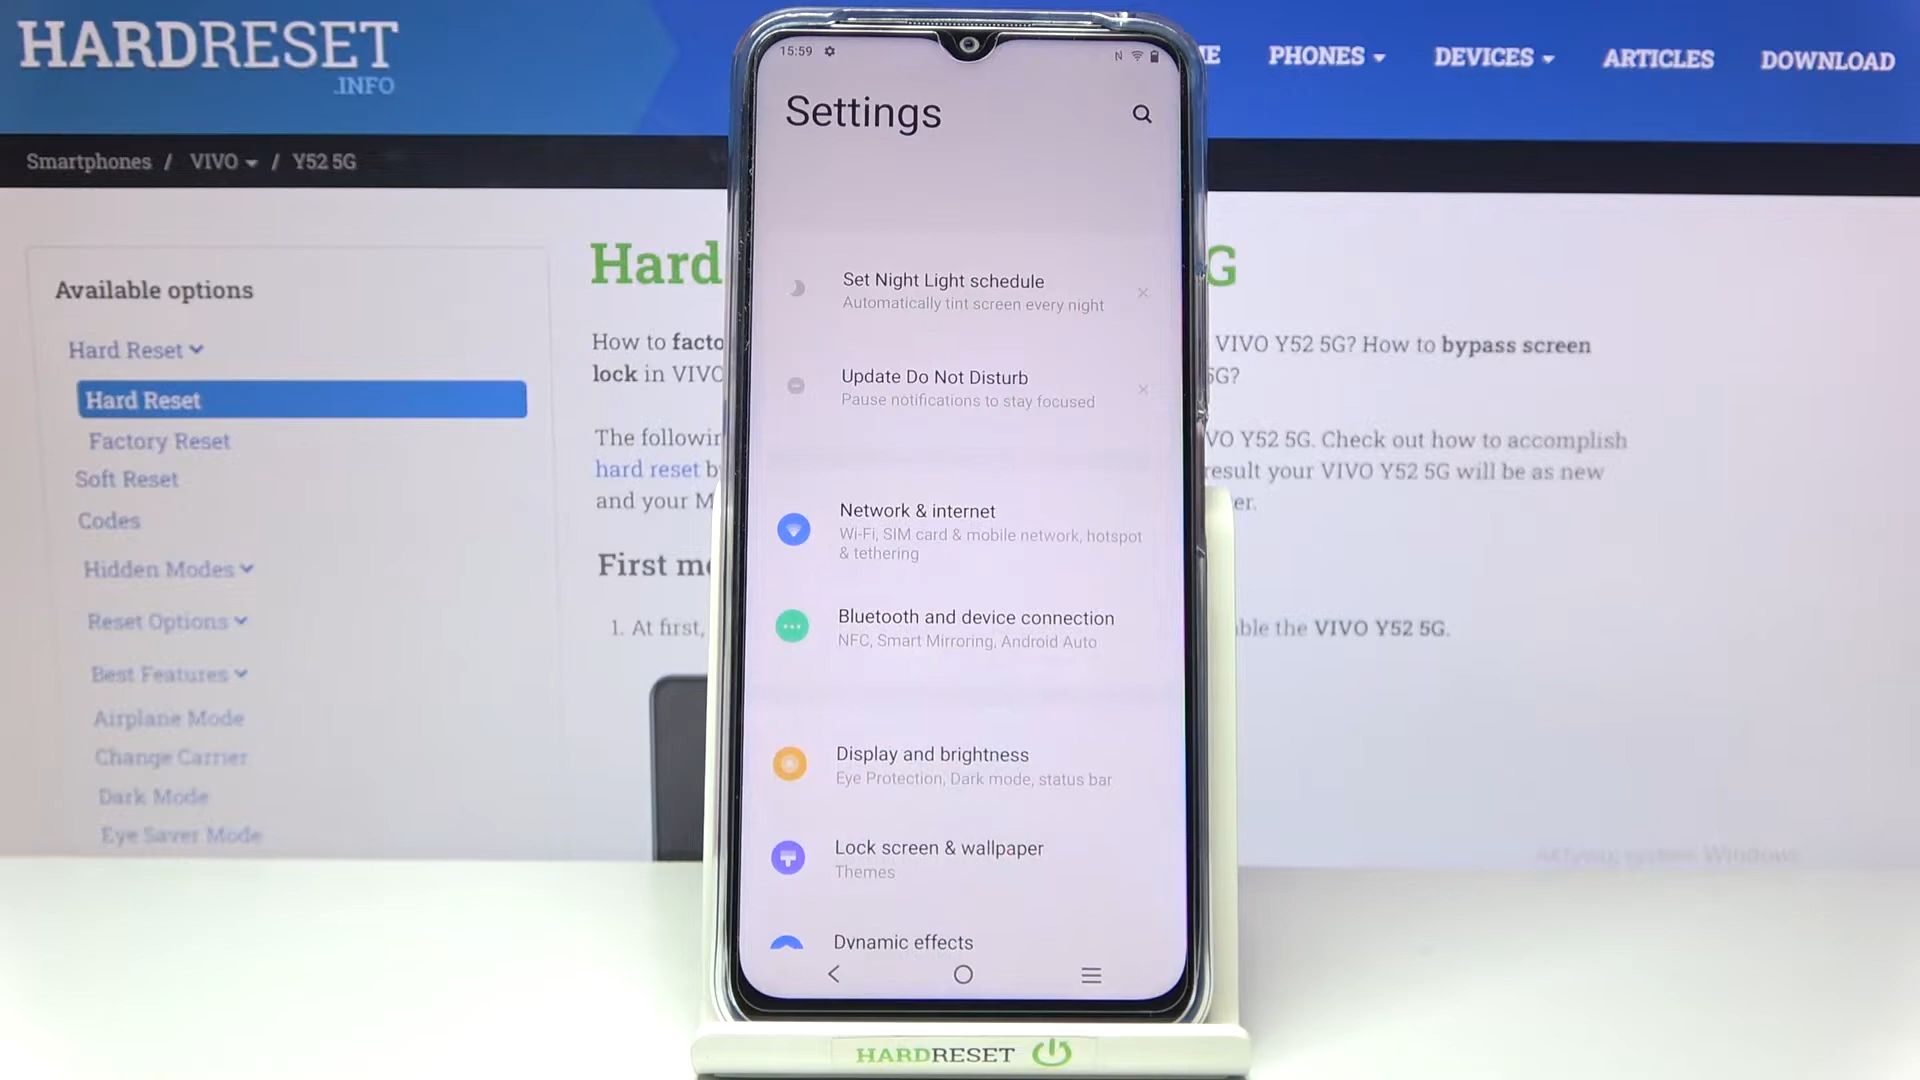 HARDRESET
.INFO
E PHONES DEVICES ARTICLES DOWNLOAD
Smartphones / VIVO / Y52 5G
Available options
Hard Reset
Hard Reset
Factory Reset
Soft Reset
Codes
Hidden Modes
Reset Options
Best Features
Airplane Mode
Change Carrier
Dark Mode
Eye Saver Mode
Hard G
How to facto VIVO Y52 5G? How to bypass screen
lock in VIVO 5G?
The followin VO Y52 5G. Check out how to accomplish
hard reset b result your VIVO Y52 5G will be as new
and your M er.
First me
1. At first, ble the VIVO Y52 5G.
Aktywuj system Windows
15:59
Settings
Set Night Light schedule
Automatically tint screen every night
Update Do Not Disturb
Pause notifications to stay focused
Network & internet
Wi-Fi, SIM card & mobile network, hotspot
& tethering
Bluetooth and device connection
NFC, Smart Mirroring, Android Auto
Display and brightness
Eye Protection, Dark mode, status bar
Lock screen & wallpaper
Themes
Dynamic effects
HARDRESET